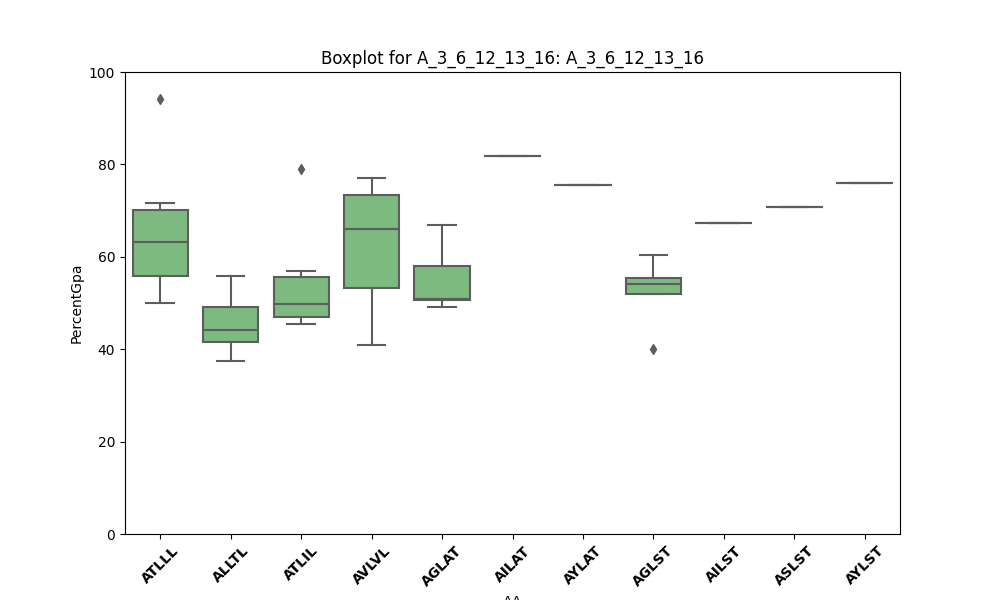 Boxplot for A_3_6_12_13_16: A_3_6_12_13_16
100
80
60
40
20
0
PercentGpa
ATLLL
ALLTL
ATLIL
AVLVL
AGLAT
AILAT
AYLAT
AGLST
AILST
ASLST
AYLST